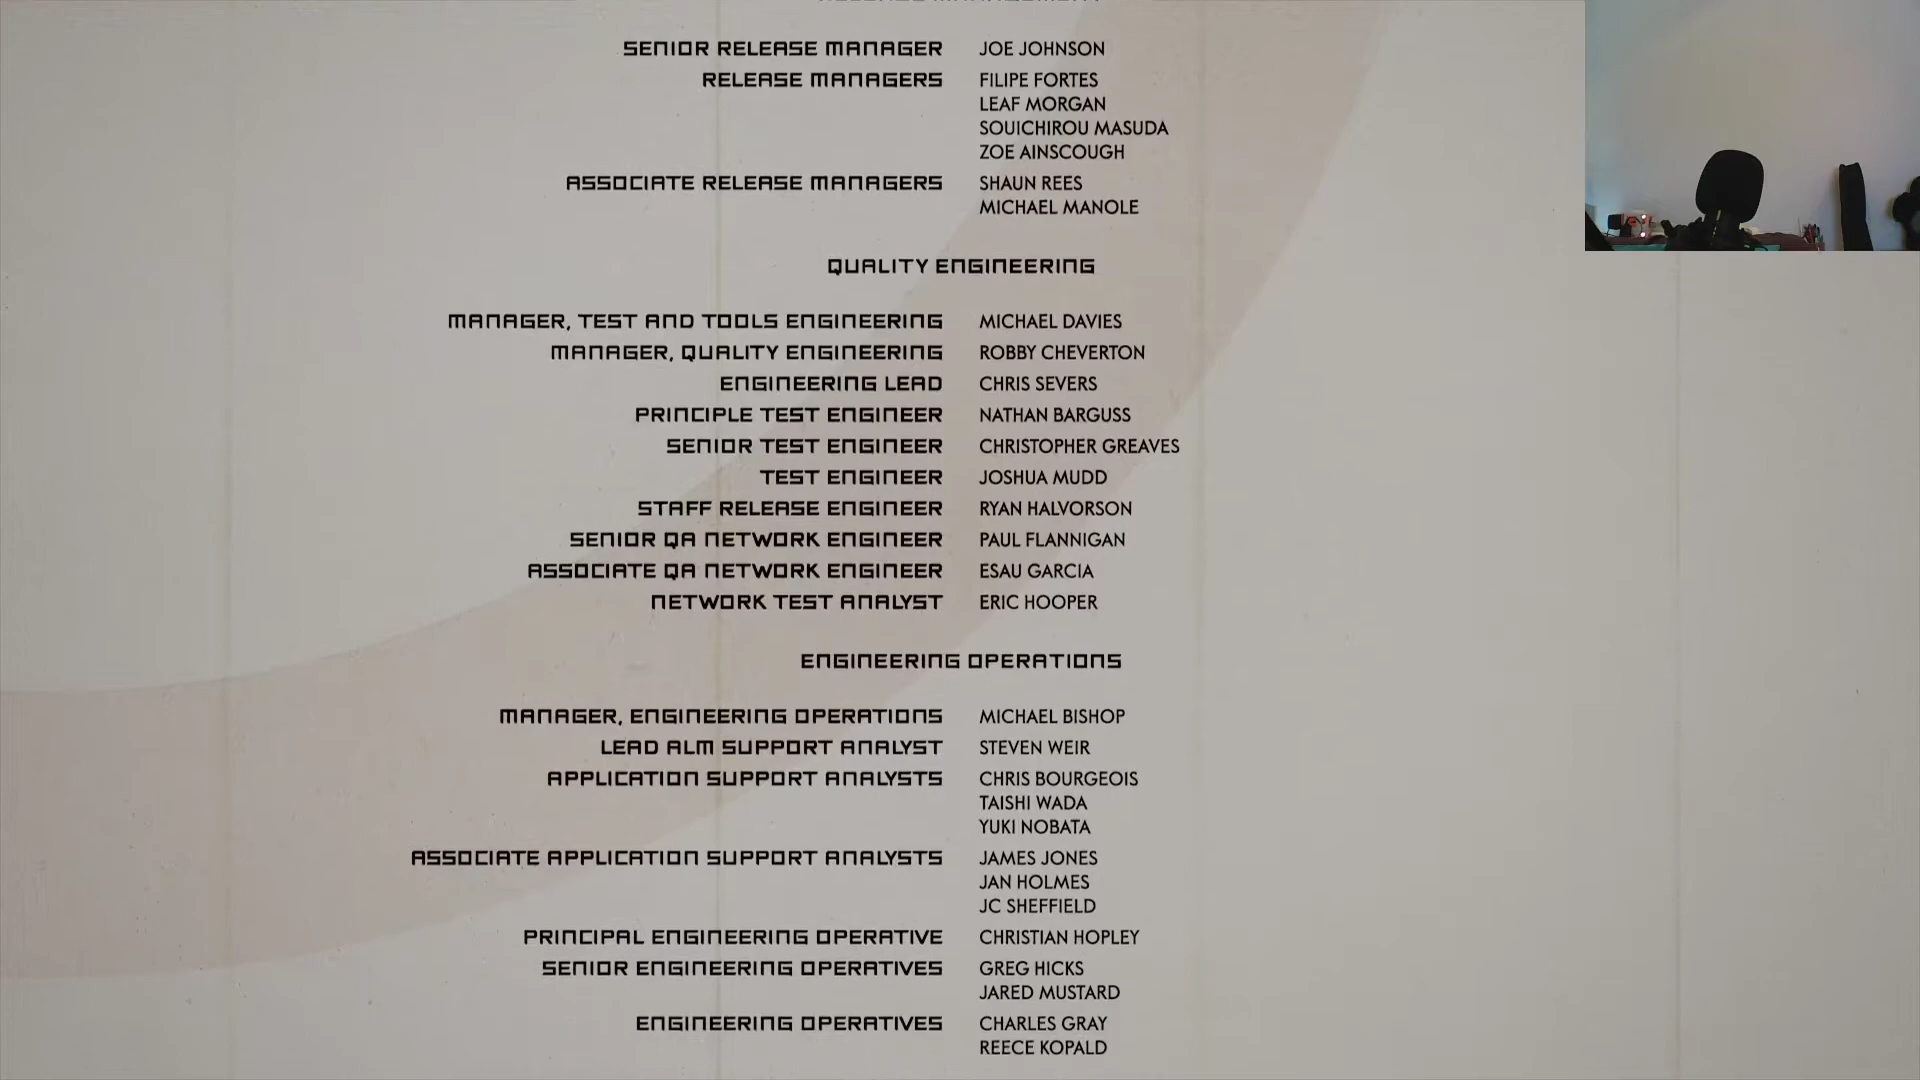 RELEASE MANAGEMENT
SENIOR RELEASE MANAGER JOE JOHNSON
RELEASE MANAGERS FILIPE FORTES
LEAF MORGAN
SOUICHIROU MASUDA
ZOE AINSCOUGH
ASSOCIATE RELEASE MANAGERS SHAUN REES
MICHAEL MANOLE
QUALITY ENGINEERING
MANAGER, TEST AND TOOLS ENGINEERING MICHAEL DAVIES
MANAGER, QUALITY ENGINEERING ROBBY CHEVERTON
ENGINEERING LEAD CHRIS SEVERS
PRINCIPLE TEST ENGINEER NATHAN BARGUSS
SENIOR TEST ENGINEER CHRISTOPHER GREAVES
TEST ENGINEER JOSHUA MUDD
STAFF RELEASE ENGINEER RYAN HALVORSON
SENIOR QA NETWORK ENGINEER PAUL FLANNIGAN
ASSOCIATE QA NETWORK ENGINEER ESAU GARCIA
NETWORK TEST ANALYST ERIC HOOPER
ENGINEERING OPERATIONS
MANAGER, ENGINEERING OPERATIONS MICHAEL BISHOP
LEAD ALM SUPPORT ANALYST STEVEN WEIR
APPLICATION SUPPORT ANALYSTS CHRIS BOURGEOIS
TAISHI WADA
YUKI NOBATA
ASSOCIATE APPLICATION SUPPORT ANALYSTS JAMES JONES
JAN HOLMES
JC SHEFFIELD
PRINCIPAL ENGINEERING OPERATIVE CHRISTIAN HOPLEY
SENIOR ENGINEERING OPERATIVES GREG HICKS
JARED MUSTARD
ENGINEERING OPERATIVES CHARLES GRAY
REECE KOPALD